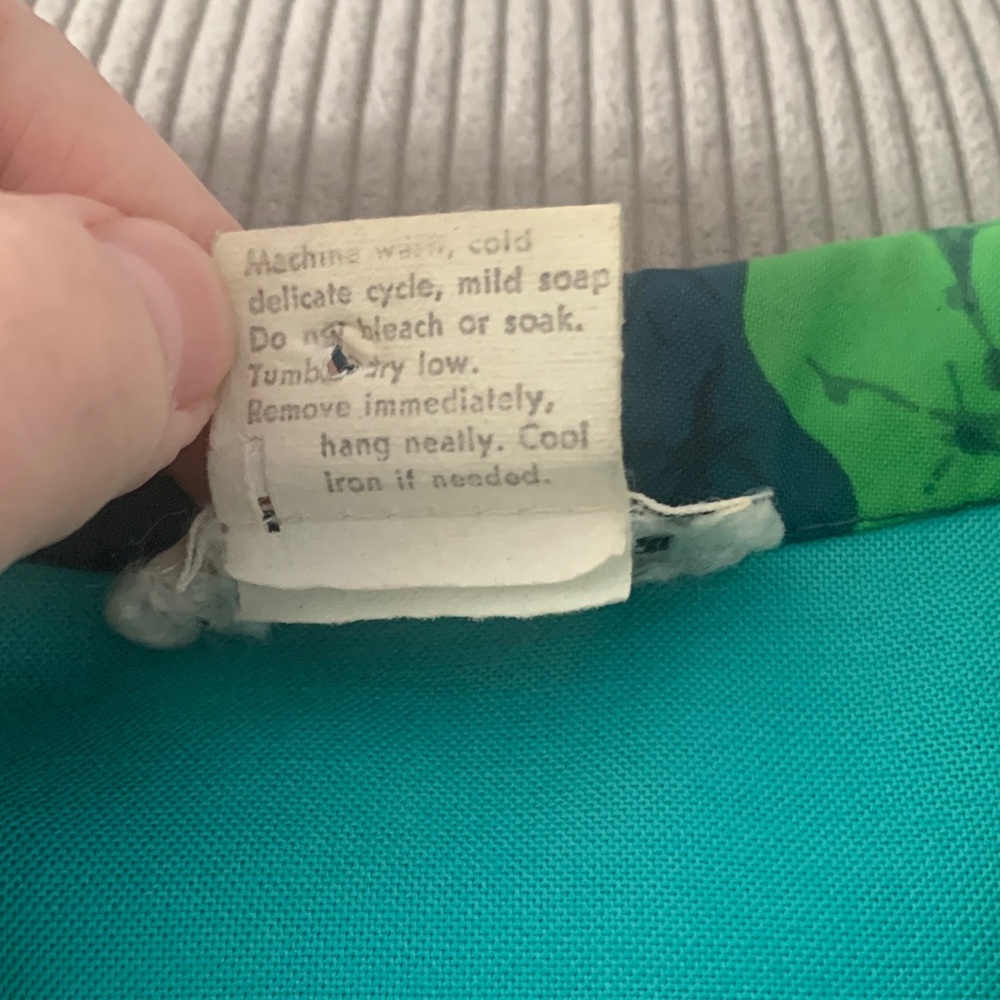 Machine wash, cold
delicate cycle, mild soap
Do not bleach or soak.
Tumble dry low.
Remove immediately,
hang neatly. Cool
iron if needed.